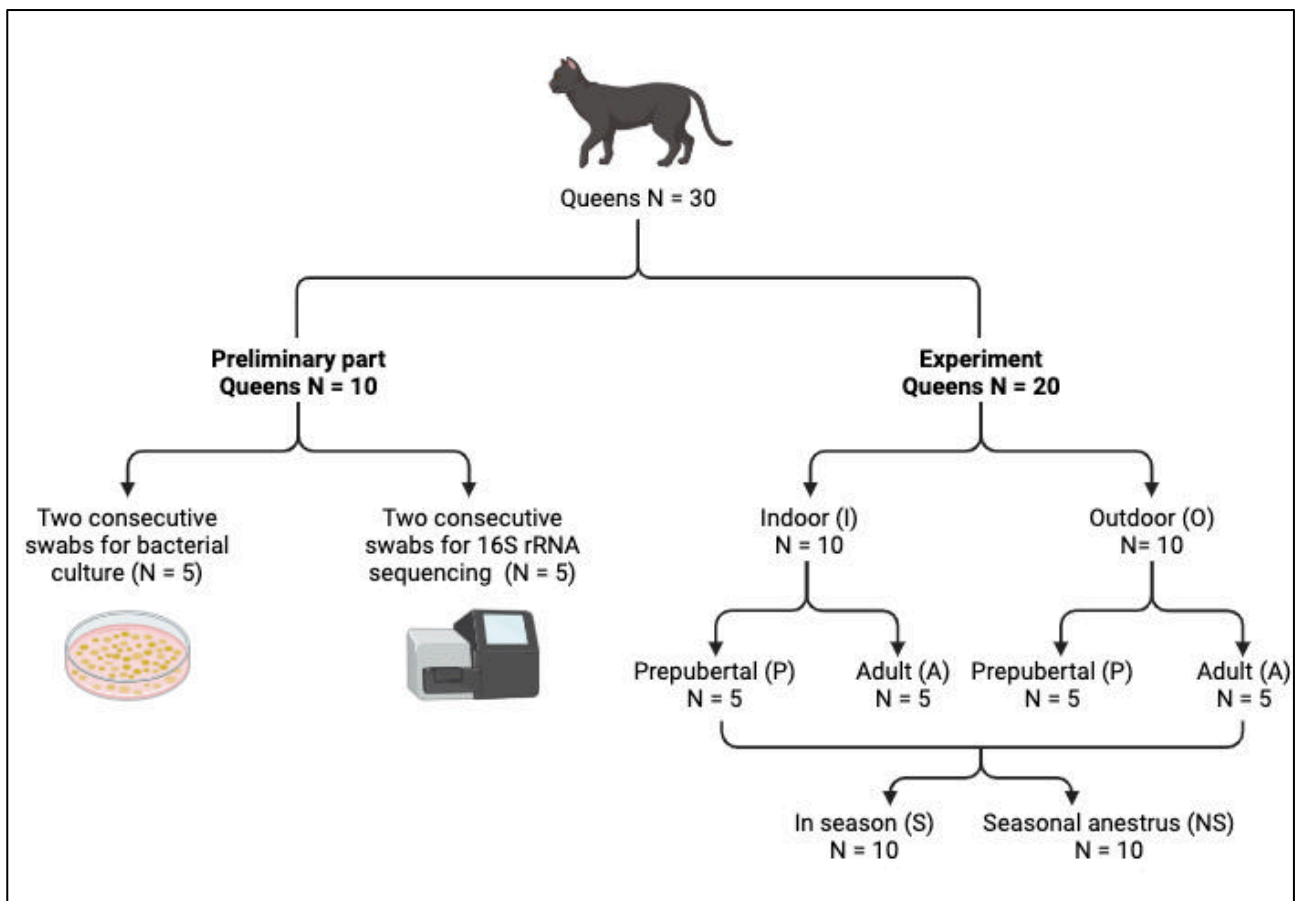 Queens N = 30
Preliminary part
Queens N = 10
Experiment
Queens N = 20
Two consecutive
swabs for bacterial
culture (N = 5)
Two consecutive
swabs for 16S rRNA
sequencing  (N = 5)
Indoor (I)
N = 10
Outdoor (O)
N= 10
Prepubertal (P)
N = 5
Adult (A)
N = 5
Prepubertal (P)
N = 5
Adult (A)
N = 5
In season (S)
N = 10
Seasonal anestrus (NS)
N = 10